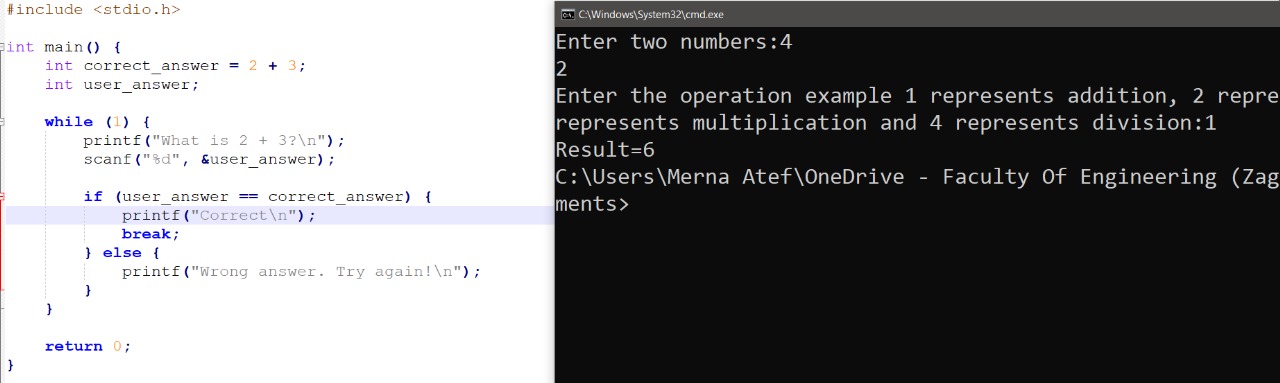 #include <stdio.h>
int main() {
int correct_answer = 2 + 3;
int user_answer;
while (1) {
printf("What is 2 + 3?\n");
scanf("%d", &user_answer);
if (user_answer == correct_answer) {
printf("Correct\n");
break;
} else {
printf("Wrong answer. Try again!\n");
}
}
return 0;
}
C:\Windows\System32\cmd.exe
Enter two numbers:4
2
Enter the operation example 1 represents addition, 2 repre
represents multiplication and 4 represents division:1
Result=6
C:\Users\Merna Atef\OneDrive - Faculty Of Engineering (Zag
ments>